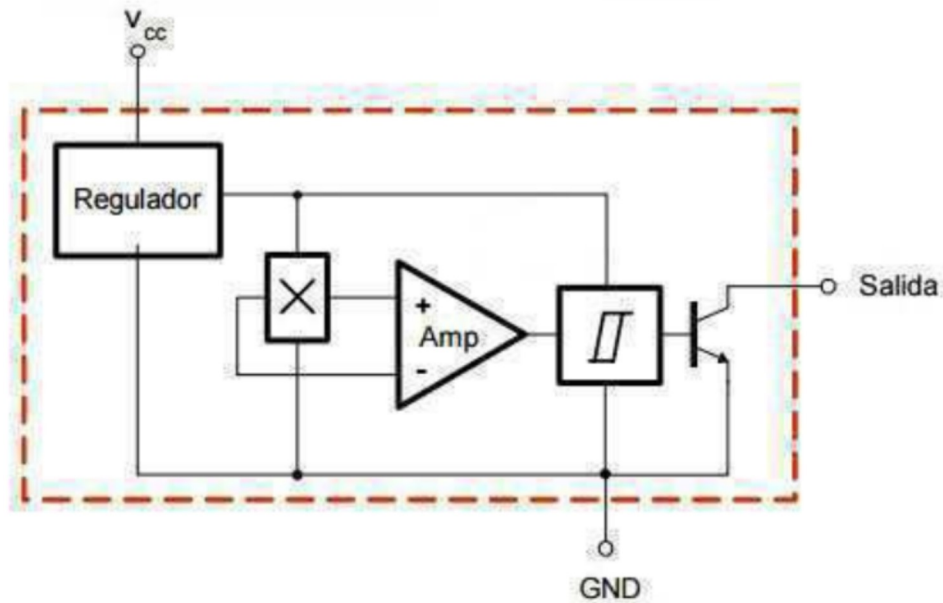 Vcc
Regulador
+
Amp
-
Salida
GND